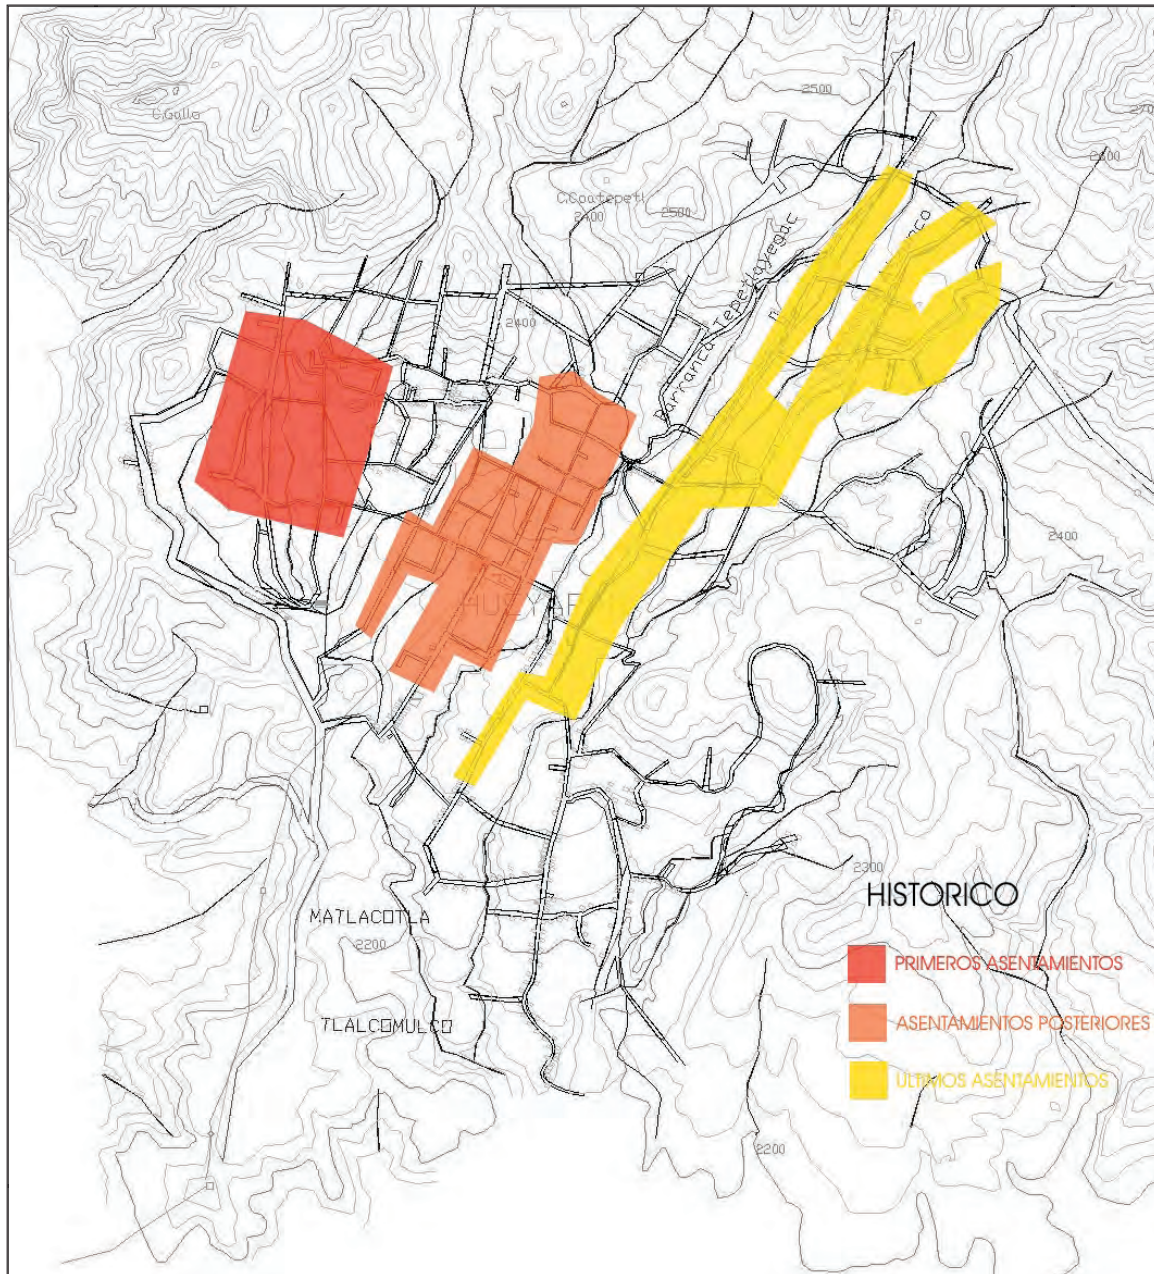 2500
C.Gallo
2600
C.Coatepetl
2400
2500
Barranca Tepetlayegac
2400
2400
2300
HISTORICO
MATLACOTLA
2200
PRIMEROS ASENTAMIENTOS
TLALCOMULCO
ASENTAMIENTOS POSTERIORES
ULTIMOS ASENTAMIENTOS
2200